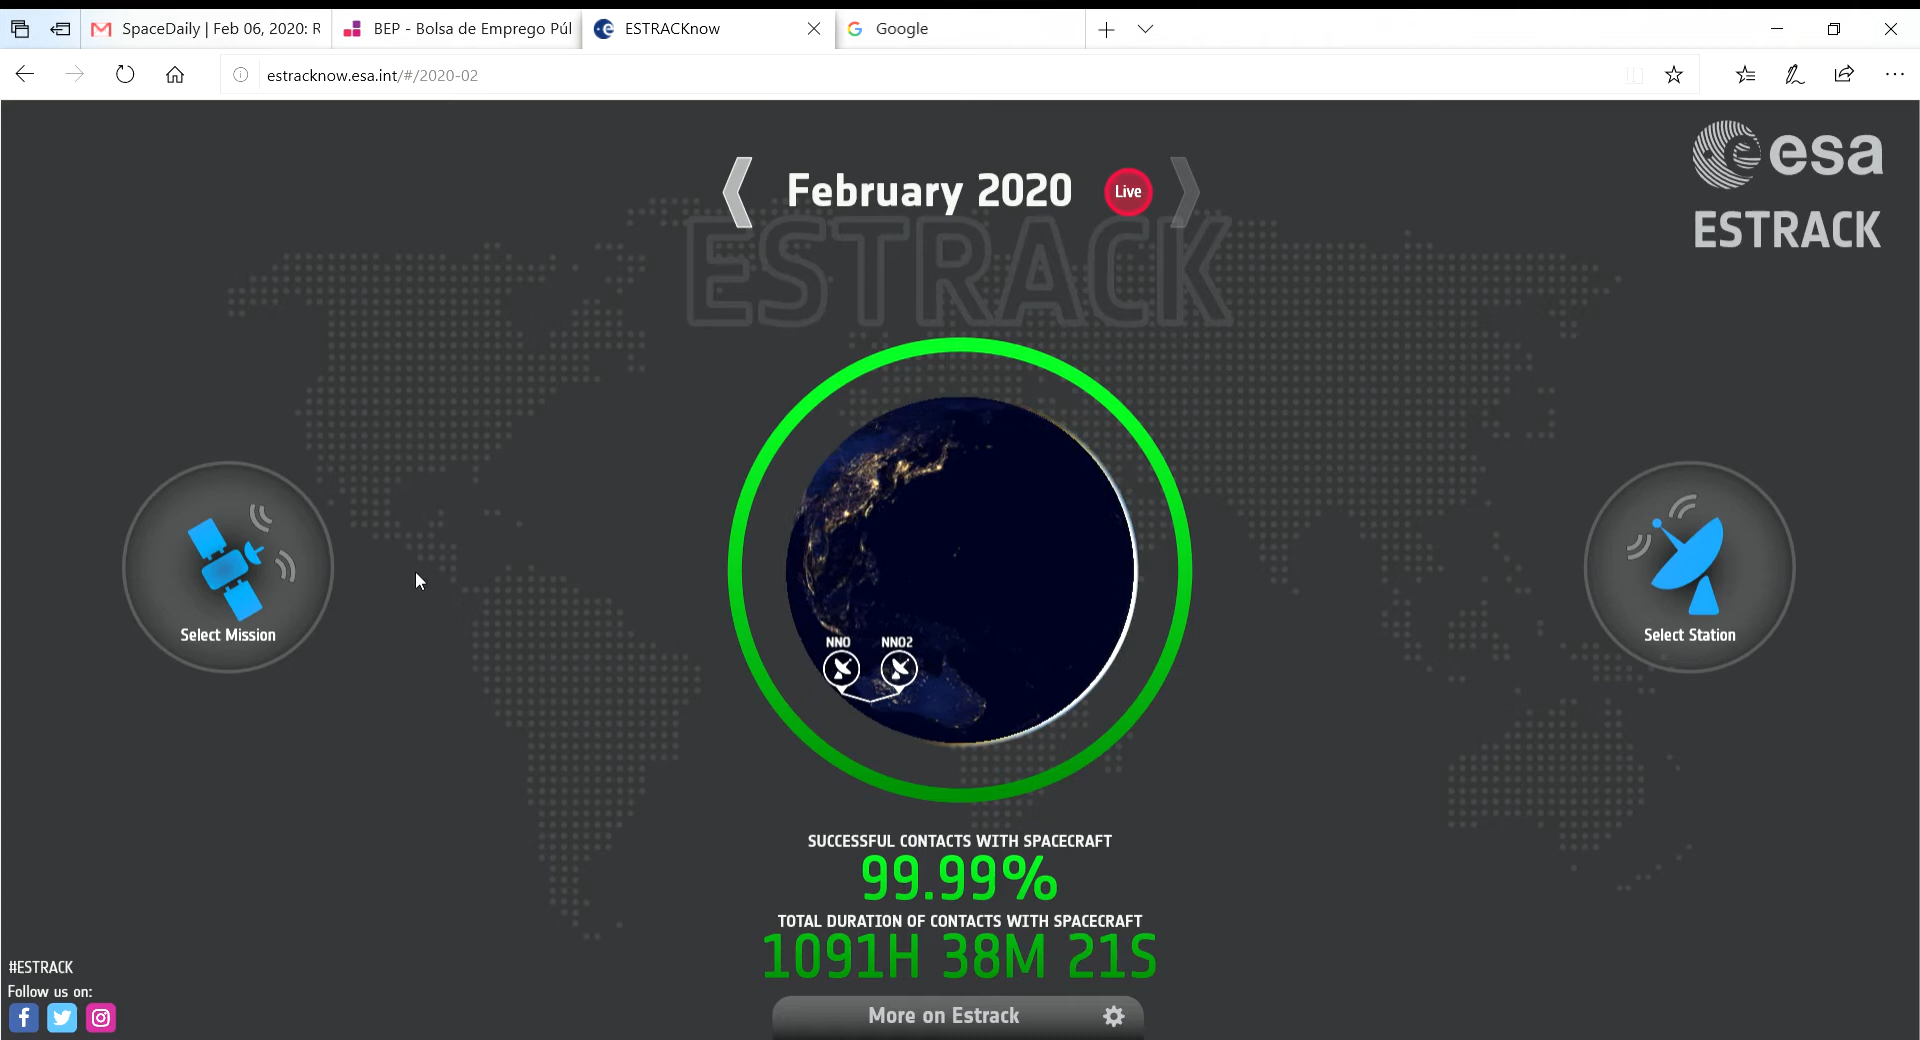 SpaceDaily | Feb 06, 2020: R
BEP - Bolsa de Emprego Púl
ESTRACKnow
Google
estracknow.esa.int/#/2020-02
esa
ESTRACK
February 2020
Live
ESTRACK
Select Mission
Select Station
NNO
NNO2
SUCCESSFUL CONTACTS WITH SPACECRAFT
99.99%
TOTAL DURATION OF CONTACTS WITH SPACECRAFT
1091H 38M 21S
#ESTRACK
Follow us on:
More on Estrack